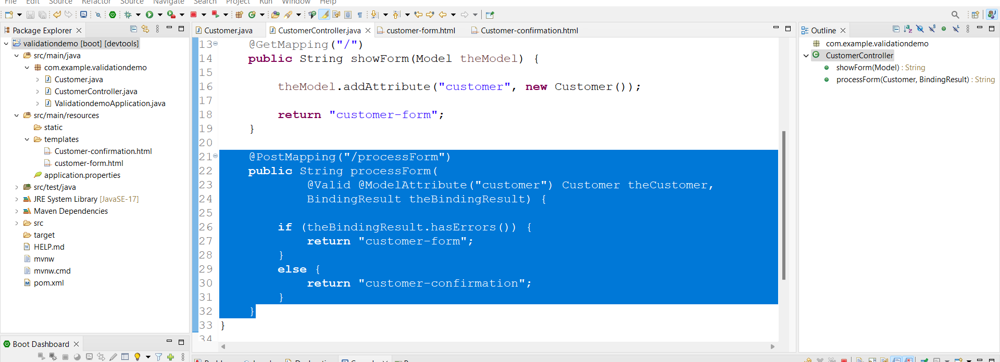 File Edit Source Refactor Source Navigate Search Project Run Window Help
Package Explorer
validationdemo [boot] [devtools]
src/main/java
com.example.validationdemo
Customer.java
CustomerController.java
ValidationdemoApplication.java
src/main/resources
static
templates
Customer-confirmation.html
customer-form.html
application.properties
src/test/java
JRE System Library [JavaSE-17]
Maven Dependencies
src
target
HELP.md
mvnw
mvnw.cmd
pom.xml
Boot Dashboard
Customer.java CustomerController.java customer-form.html Customer-confirmation.html
13 @GetMapping("/")
14 public String showForm(Model theModel) {
15
16 theModel.addAttribute("customer", new Customer());
17
18 return "customer-form";
19 }
20
21 @PostMapping("/processForm")
22 public String processForm(
23 @Valid @ModelAttribute("customer") Customer theCustomer,
24 BindingResult theBindingResult) {
25
26 if (theBindingResult.hasErrors()) {
27 return "customer-form";
28 }
29 else {
30 return "customer-confirmation";
31 }
32 }
33 }
34
Outline
com.example.validationdemo
CustomerController
showForm(Model) : String
processForm(Customer, BindingResult) : String